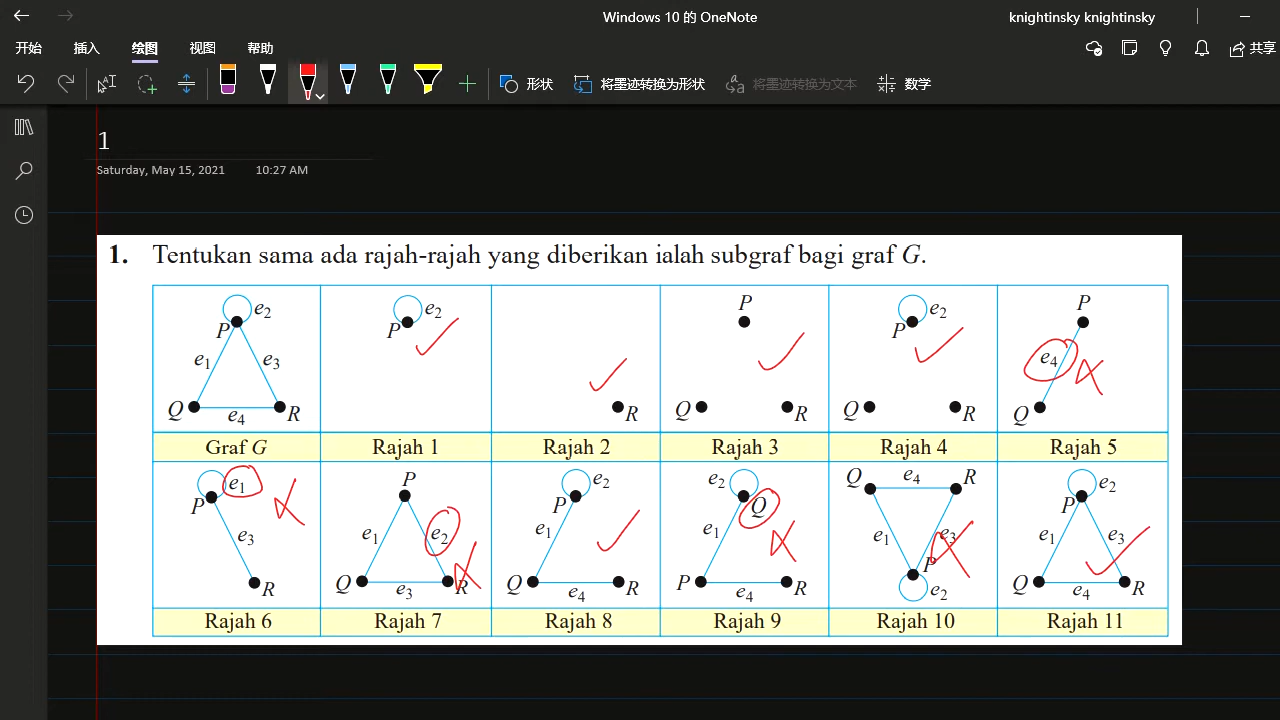 Windows 10 的 OneNote
knightinsky knightinsky
开始 插入 绘图 视图 帮助
共享
形状 将墨迹转换为形状 将墨迹转换为文本 数学
1
Saturday, May 15, 2021 10:27 AM
1. Tentukan sama ada rajah-rajah yang diberikan ialah subgraf bagi graf G.
e2 P e1 e3 Q e4 R
P e2
R
P Q R
P e2 Q R
P e4 Q
Graf G Rajah 1 Rajah 2 Rajah 3 Rajah 4 Rajah 5
e1 P e3 R
P e1 e2 Q e3 R
e2 P e1 Q e4 R
e2 Q e1 P e4 R
Q e4 R e1 e3 P e2
e2 P e1 e3 Q e4 R
Rajah 6 Rajah 7 Rajah 8 Rajah 9 Rajah 10 Rajah 11